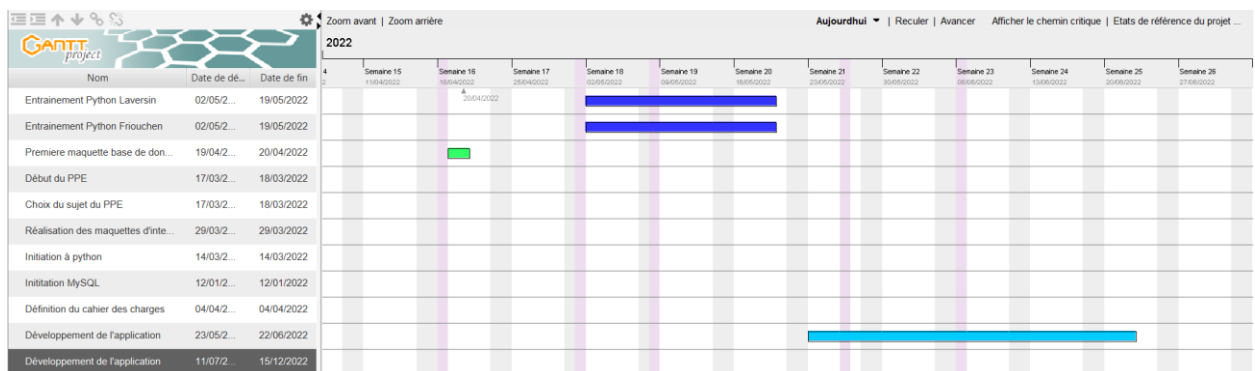 Zoom avant | Zoom arrière
Aujourd'hui | Reculer | Avancer Afficher le chemin critique | Etats de référence du projet ...
GANTT
project
2022
4 Semaine 15 Semaine 16 Semaine 17 Semaine 18 Semaine 19 Semaine 20 Semaine 21 Semaine 22 Semaine 23 Semaine 24 Semaine 25 Semaine 26
2 11/04/2022 18/04/2022 25/04/2022 02/05/2022 09/05/2022 16/05/2022 23/05/2022 30/05/2022 06/06/2022 13/06/2022 20/06/2022 27/06/2022
Nom Date de dé... Date de fin
20/04/2022
Entrainement Python Laversin 02/05/2... 19/05/2022
Entrainement Python Friouchen 02/05/2... 19/05/2022
Premiere maquette base de don... 19/04/2... 20/04/2022
Début du PPE 17/03/2... 18/03/2022
Choix du sujet du PPE 17/03/2... 18/03/2022
Réalisation des maquettes d'inte... 29/03/2... 29/03/2022
Initiation à python 14/03/2... 14/03/2022
Inititation MySQL 12/01/2... 12/01/2022
Définition du cahier des charges 04/04/2... 04/04/2022
Développement de l'application 23/05/2... 22/06/2022
Développement de l'application 11/07/2... 15/12/2022